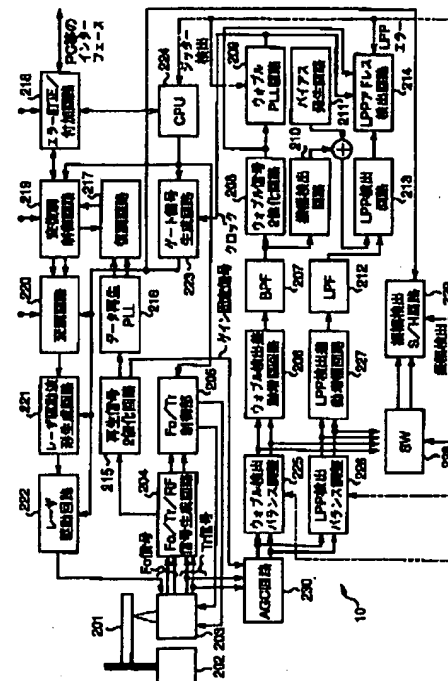 PC等の
インター
フェース
218
エラー訂正/
付加回路
224
CPU
ジッター
検出
209
ウォブル
PLL回路
バイアス
発生回路
211
LPP
エラー
LPPアドレス
検出回路
214
219
変復調
制御回路
217
復調回路
ゲート信号
生成回路
223
クロック
208
ウォブル信号
2値化回路
210
振幅検出
回路
LPP検出
回路
213
220
変調回路
データ再生
PLL
216
ゲイン固定信号
BPF
207
LPF
212
振幅検出
S/H回路
振幅検出
221
レーザ駆動波
形生成回路
再生信号
2値化回路
215
Fo/Tr
制御部
205
ウォブル検出差
動増幅回路
206
LPP検出差
動増幅回路
227
SW
222
レーザ
駆動回路
204
Fo/Tr/RF
信号生成回路
Fo信号
Tr信号
ウォブル検出
バランス調整
225
LPP検出
バランス調整
226
201
203
202
AGC回路
230
10